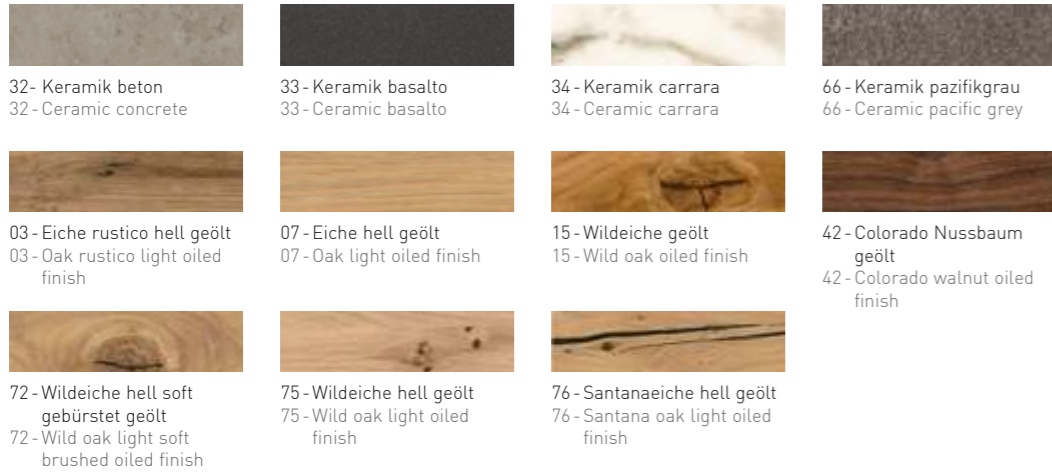 32- Keramik beton
32 - Ceramic concrete
33 - Keramik basalto
33 - Ceramic basalto
34 - Keramik carrara
34 - Ceramic carrara
66 - Keramik pazifikgrau
66 - Ceramic pacific grey
03 - Eiche rustico hell geölt
03 - Oak rustico light oiled
finish
07 - Eiche hell geölt
07 - Oak light oiled finish
15 - Wildeiche geölt
15 - Wild oak oiled finish
42 - Colorado Nussbaum
geölt
42 - Colorado walnut oiled
finish
72 - Wildeiche hell soft
gebürstet geölt
72 - Wild oak light soft
brushed oiled finish
75 - Wildeiche hell geölt
75 - Wild oak light oiled
finish
76 - Santanaeiche hell geölt
76 - Santana oak light oiled
finish